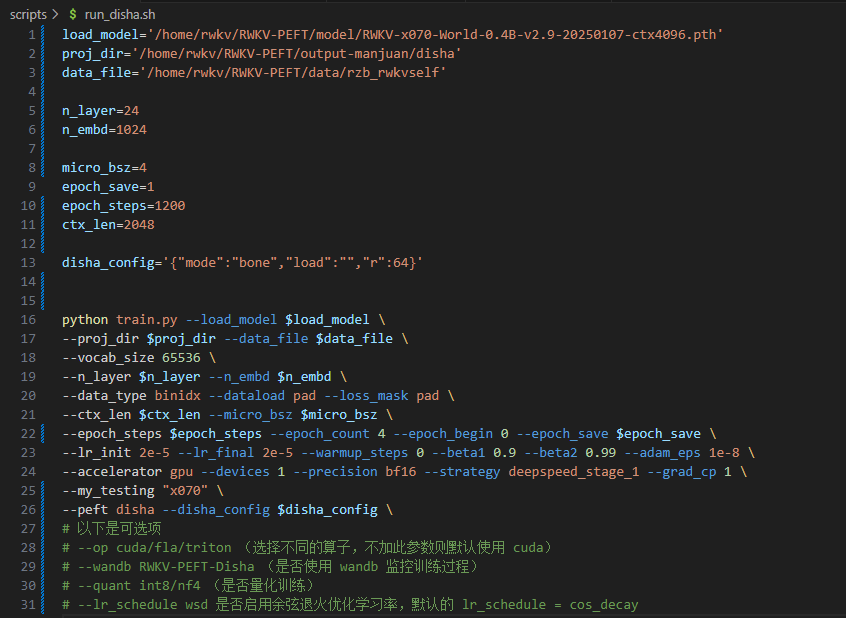 scripts > $ run_disha.sh
1 load_model='/home/rwkv/RWKV-PEFT/model/RWKV-x070-World-0.4B-v2.9-20250107-ctx4096.pth'
2 proj_dir='/home/rwkv/RWKV-PEFT/output-manjuan/disha'
3 data_file='/home/rwkv/RWKV-PEFT/data/rzb_rwkvself'
4
5 n_layer=24
6 n_embd=1024
7
8 micro_bsz=4
9 epoch_save=1
10 epoch_steps=1200
11 ctx_len=2048
12
13 disha_config='{"mode":"bone","load":"","r":64}'
14
15
16 python train.py --load_model $load_model \
17 --proj_dir $proj_dir --data_file $data_file \
18 --vocab_size 65536 \
19 --n_layer $n_layer --n_embd $n_embd \
20 --data_type binidx --dataload pad --loss_mask pad \
21 --ctx_len $ctx_len --micro_bsz $micro_bsz \
22 --epoch_steps $epoch_steps --epoch_count 4 --epoch_begin 0 --epoch_save $epoch_save \
23 --lr_init 2e-5 --lr_final 2e-5 --warmup_steps 0 --beta1 0.9 --beta2 0.99 --adam_eps 1e-8 \
24 --accelerator gpu --devices 1 --precision bf16 --strategy deepspeed_stage_1 --grad_cp 1 \
25 --my_testing "x070" \
26 --peft disha --disha_config $disha_config \
27 # 以下是可选项
28 # --op cuda/fla/triton （选择不同的算子，不加此参数则默认使用 cuda）
29 # --wandb RWKV-PEFT-Disha （是否使用 wandb 监控训练过程）
30 # --quant int8/nf4 （是否量化训练）
31 # --lr_schedule wsd 是否启用余弦退火优化学习率，默认的 lr_schedule = cos_decay